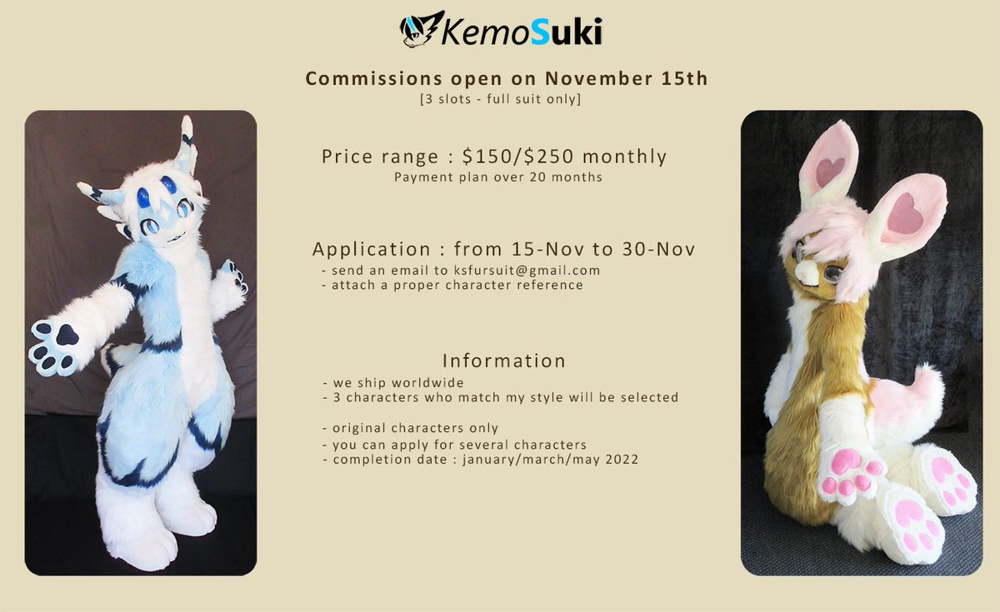 KemoSuki
Commissions open on November 15th
[3 slots - full suit only]
Price range : $150/$250 monthly
Payment plan over 20 months
Application : from 15-Nov to 30-Nov
- send an email to ksfursuit@gmail.com
- attach a proper character reference
Information
- we ship worldwide
- 3 characters who match my style will be selected
- original characters only
- you can apply for several characters
- completion date : january/march/may 2022